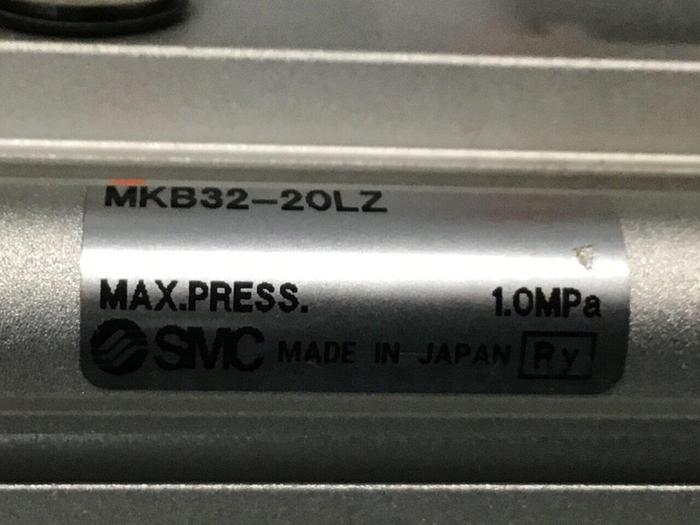 MKB32-20LZ
MAX.PRESS. 1.0MPa
SMC MADE IN JAPAN Ry